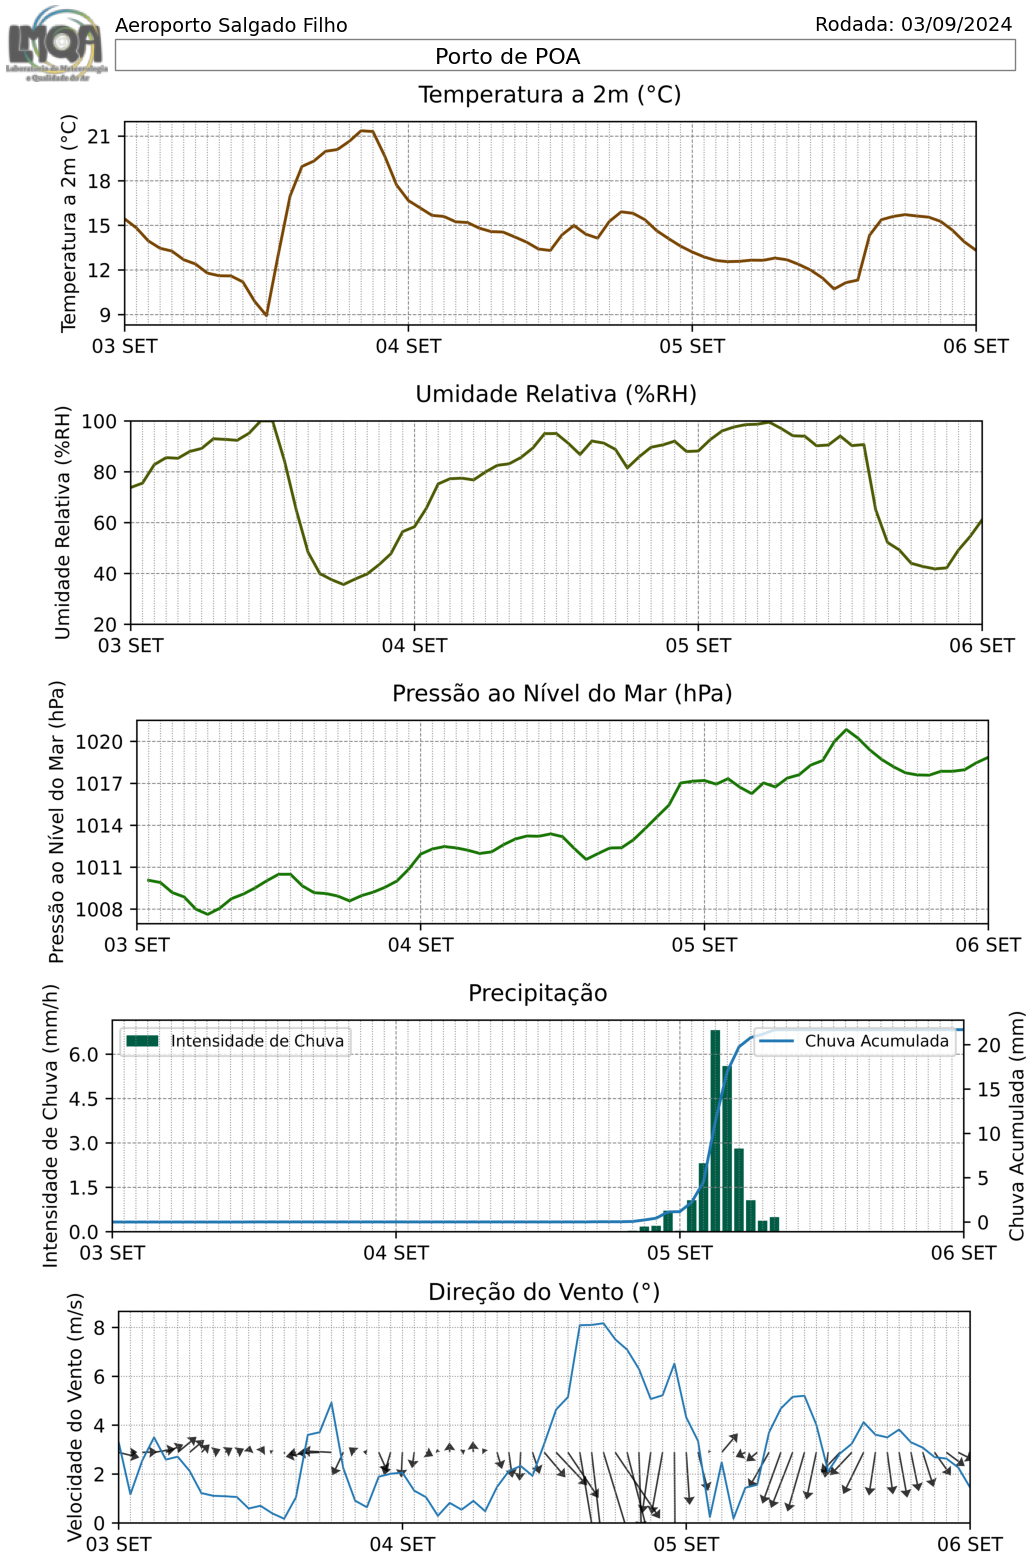 LMQA
Laboratório de Meteorologia
e Qualidade do Ar
Aeroporto Salgado Filho
Rodada: 03/09/2024
Porto de POA
Temperatura a 2m (°C)
Temperatura a 2m (°C)
21
18
15
12
9
03 SET
04 SET
05 SET
06 SET
Umidade Relativa (%RH)
Umidade Relativa (%RH)
100
80
60
40
20
03 SET
04 SET
05 SET
06 SET
Pressão ao Nível do Mar (hPa)
Pressão ao Nível do Mar (hPa)
1020
1017
1014
1011
1008
03 SET
04 SET
05 SET
06 SET
Precipitação
Intensidade de Chuva (mm/h)
6.0
4.5
3.0
1.5
0.0
Intensidade de Chuva
Chuva Acumulada
20
15
10
5
0
Chuva Acumulada (mm)
03 SET
04 SET
05 SET
06 SET
Direção do Vento (°)
Velocidade do Vento (m/s)
8
6
4
2
0
03 SET
04 SET
05 SET
06 SET